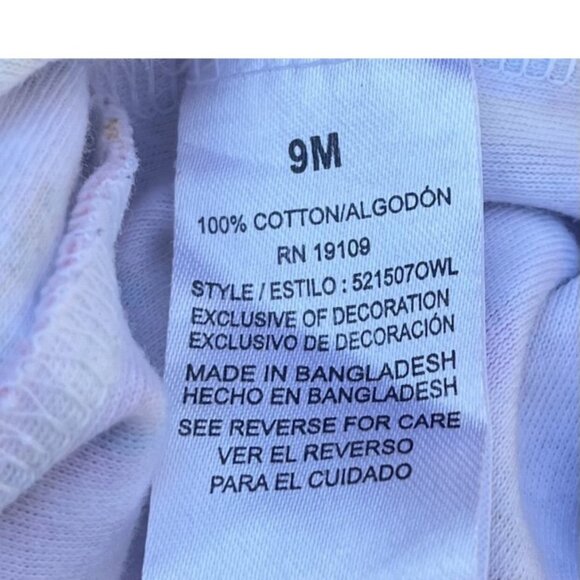 9M
100% COTTON/ALGODÓN
RN 19109
STYLE / ESTILO : 521507OWL
EXCLUSIVE OF DECORATION
EXCLUSIVO DE DECORACIÓN
MADE IN BANGLADESH
HECHO EN BANGLADESH
SEE REVERSE FOR CARE
VER EL REVERSO
PARA EL CUIDADO